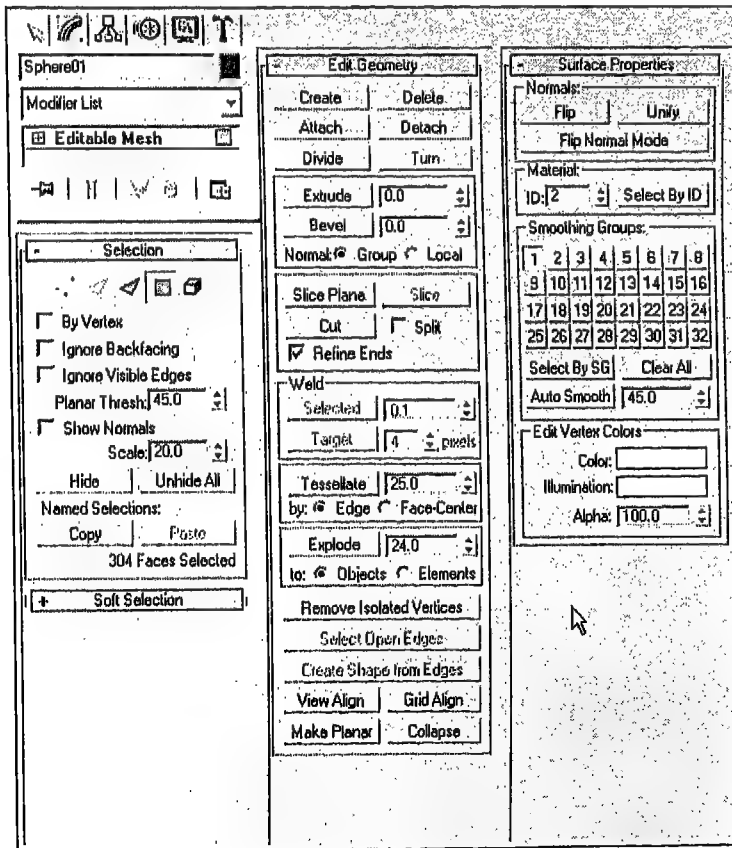 Sphere01
Modifier List
Editable Mesh
- Selection
By Vertex
Ignore Backfacing
Ignore Visible Edges
Planar Thresh: 45.0
Show Normals
Scale: 20.0
Hide Unhide All
Named Selections:
Copy Paste
304 Faces Selected
+ Soft Selection
- Edit Geometry
Create Delete
Attach Detach
Divide Turn
Extrude 0.0
Bevel 0.0
Normal: Group Local
Slice Plane Slice
Cut Split
Refine Ends
Weld
Selected 0.1
Target 4 pixels
Tessellate 25.0
by: Edge Face-Center
Explode 24.0
to: Objects Elements
Remove Isolated Vertices
Select Open Edges
Create Shape from Edges
View Align Grid Align
Make Planar Collapse
- Surface Properties
Normals:
Flip Unify
Flip Normal Mode
Material:
ID: 2 Select By ID
Smoothing Groups:
1 2 3 4 5 6 7 8
9 10 11 12 13 14 15 16
17 18 19 20 21 22 23 24
25 26 27 28 29 30 31 32
Select By SG Clear All
Auto Smooth 45.0
Edit Vertex Colors
Color:
Illumination:
Alpha: 100.0